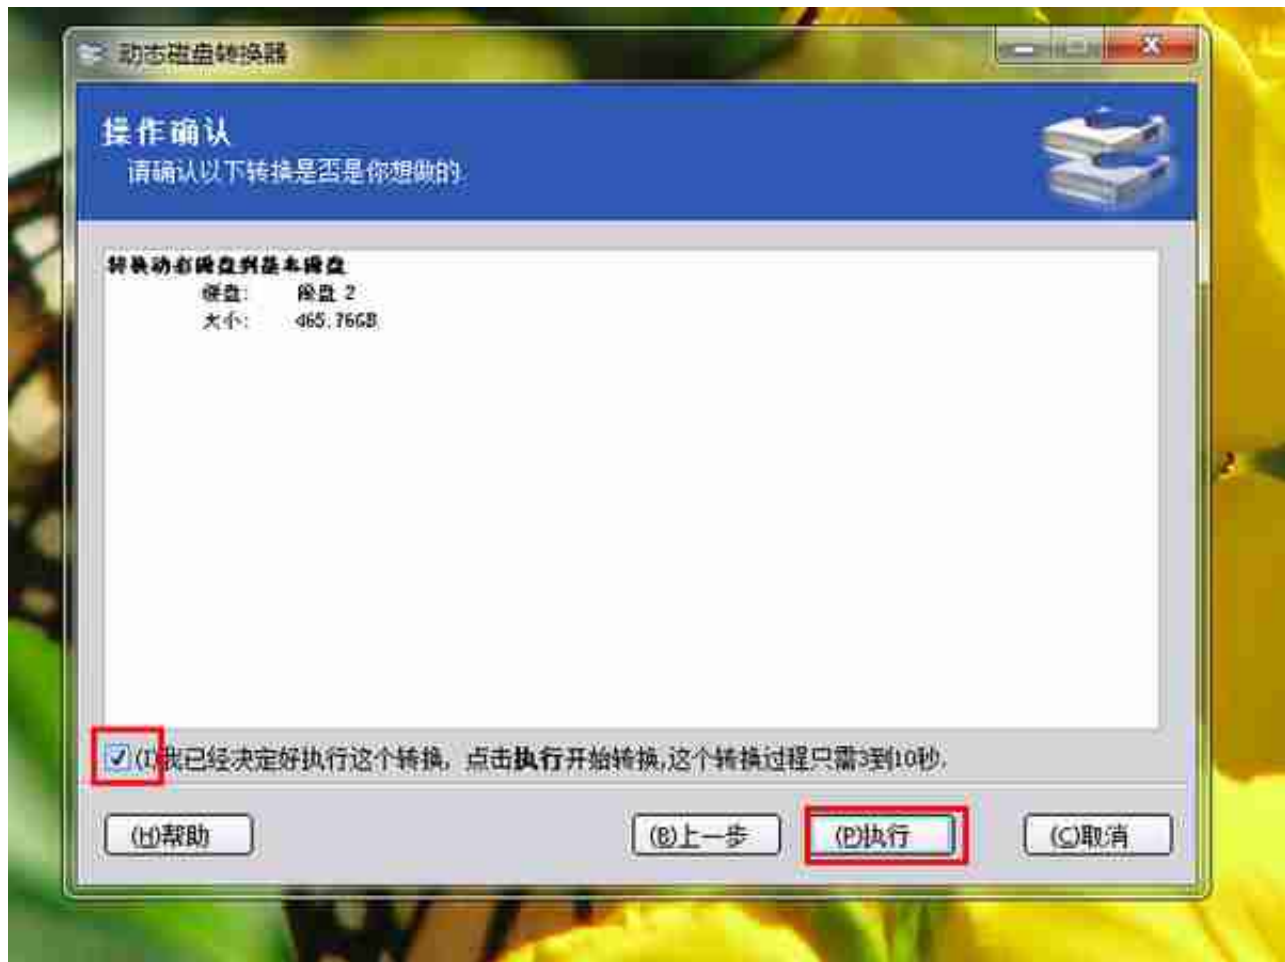 动态磁盘转换器
操作确认
请确认以下转换是否是你想做的.
转换动态磁盘到基本磁盘
磁盘: 磁盘 2
大小: 465.76GB
(I)我已经决定好执行这个转换, 点击执行开始转换,这个转换过程只需3到10秒.
(H)帮助 (B)上一步 (P)执行 (C)取消